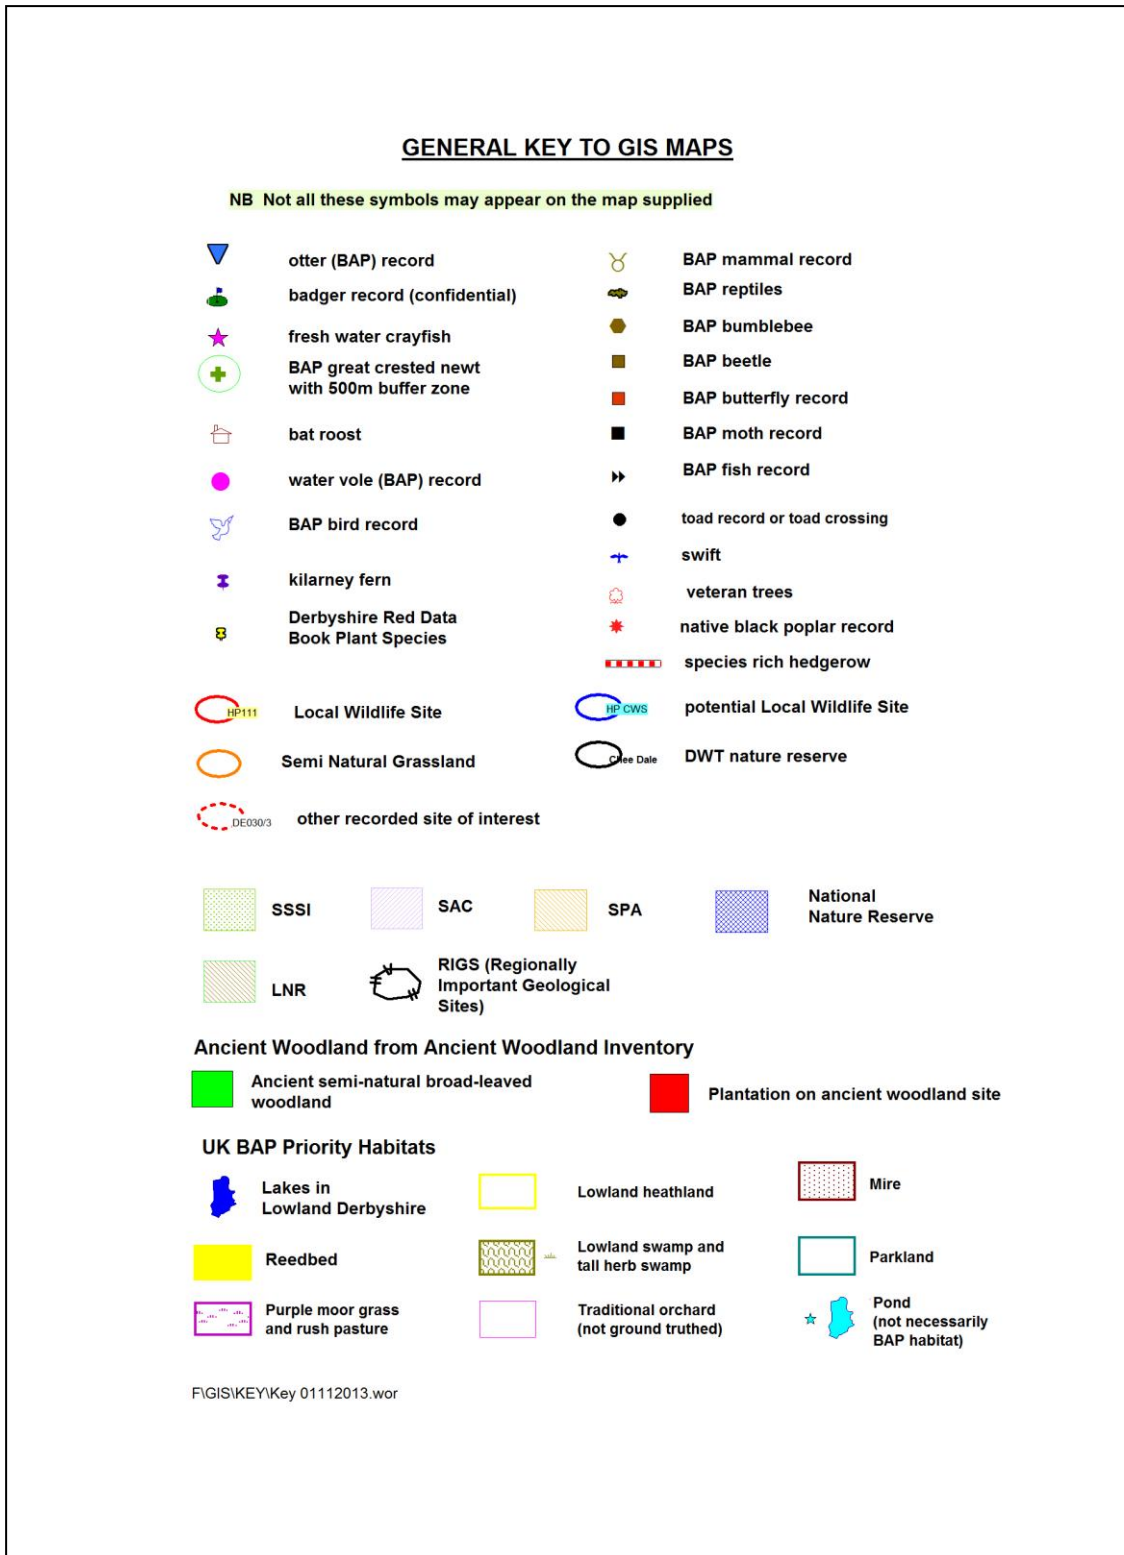 GENERAL KEY TO GIS MAPS
NB Not all these symbols may appear on the map supplied
otter (BAP) record
badger record (confidential)
fresh water crayfish
BAP great crested newt
with 500m buffer zone
bat roost
water vole (BAP) record
BAP bird record
kilarney fern
Derbyshire Red Data
Book Plant Species
BAP mammal record
BAP reptiles
BAP bumblebee
BAP beetle
BAP butterfly record
BAP moth record
BAP fish record
toad record or toad crossing
swift
veteran trees
native black poplar record
species rich hedgerow
HP111
Local Wildlife Site
HP CWS
potential Local Wildlife Site
Semi Natural Grassland
Chee Dale
DWT nature reserve
DE030/3
other recorded site of interest
SSSI
SAC
SPA
National
Nature Reserve
LNR
RIGS (Regionally
Important Geological
Sites)
Ancient Woodland from Ancient Woodland Inventory
Ancient semi-natural broad-leaved
woodland
Plantation on ancient woodland site
UK BAP Priority Habitats
Lakes in
Lowland Derbyshire
Lowland heathland
Mire
Reedbed
Lowland swamp and
tall herb swamp
Parkland
Purple moor grass
and rush pasture
Traditional orchard
(not ground truthed)
Pond
(not necessarily
BAP habitat)
F\GIS\KEY\Key 01112013.wor